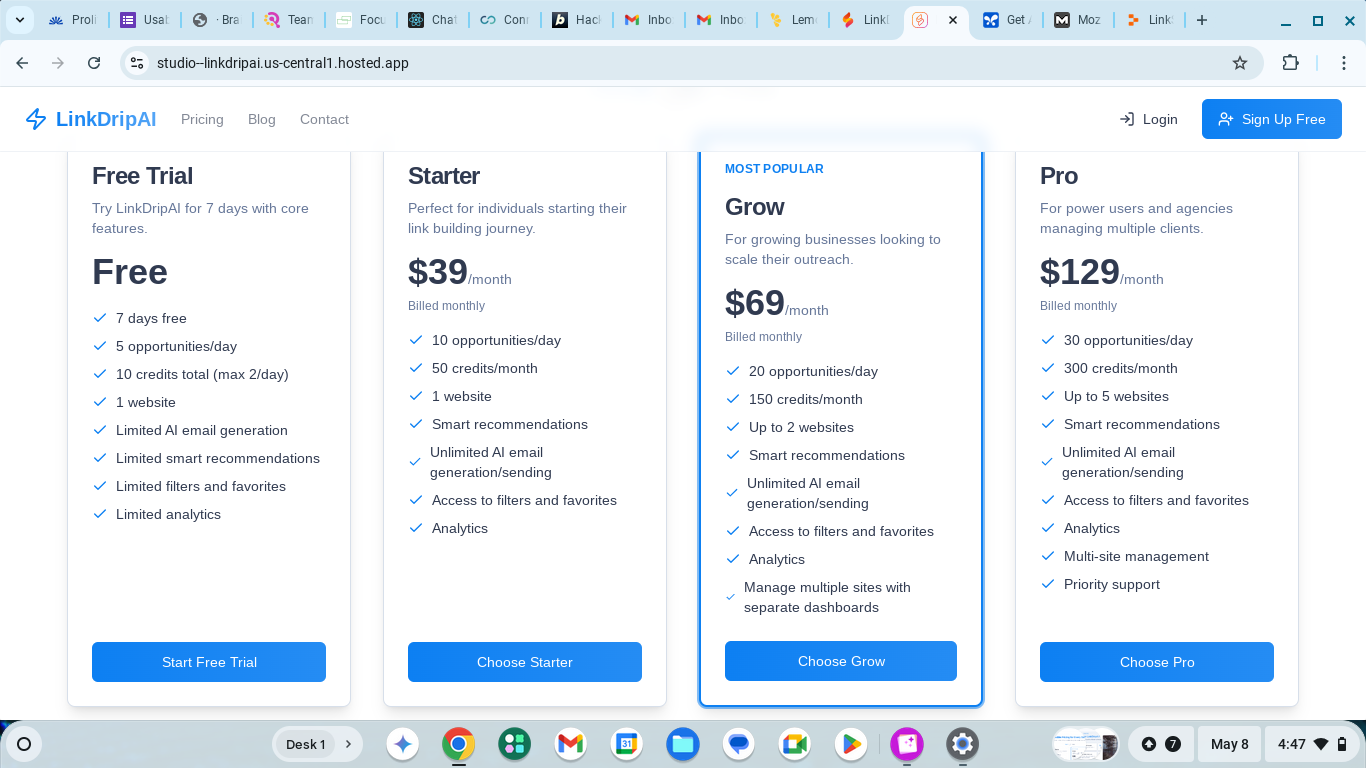 Proli
Usab
· Bra
Team
Focu
Chat
Conn
Hack
Inbo
Inbo
Lem
LinkD
Get A
Moz
Link
studio--linkdripai.us-central1.hosted.app
LinkDripAI
Pricing
Blog
Contact
Login
Sign Up Free
Free Trial
Try LinkDripAI for 7 days with core
features.
Free
7 days free
5 opportunities/day
10 credits total (max 2/day)
1 website
Limited AI email generation
Limited smart recommendations
Limited filters and favorites
Limited analytics
Start Free Trial
Starter
Perfect for individuals starting their
link building journey.
$39/month
Billed monthly
10 opportunities/day
50 credits/month
1 website
Smart recommendations
Unlimited AI email
generation/sending
Access to filters and favorites
Analytics
Choose Starter
MOST POPULAR
Grow
For growing businesses looking to
scale their outreach.
$69/month
Billed monthly
20 opportunities/day
150 credits/month
Up to 2 websites
Smart recommendations
Unlimited AI email
generation/sending
Access to filters and favorites
Analytics
Manage multiple sites with
separate dashboards
Choose Grow
Pro
For power users and agencies
managing multiple clients.
$129/month
Billed monthly
30 opportunities/day
300 credits/month
Up to 5 websites
Smart recommendations
Unlimited AI email
generation/sending
Access to filters and favorites
Analytics
Multi-site management
Priority support
Choose Pro
Desk 1
31
7
May 8
4:47